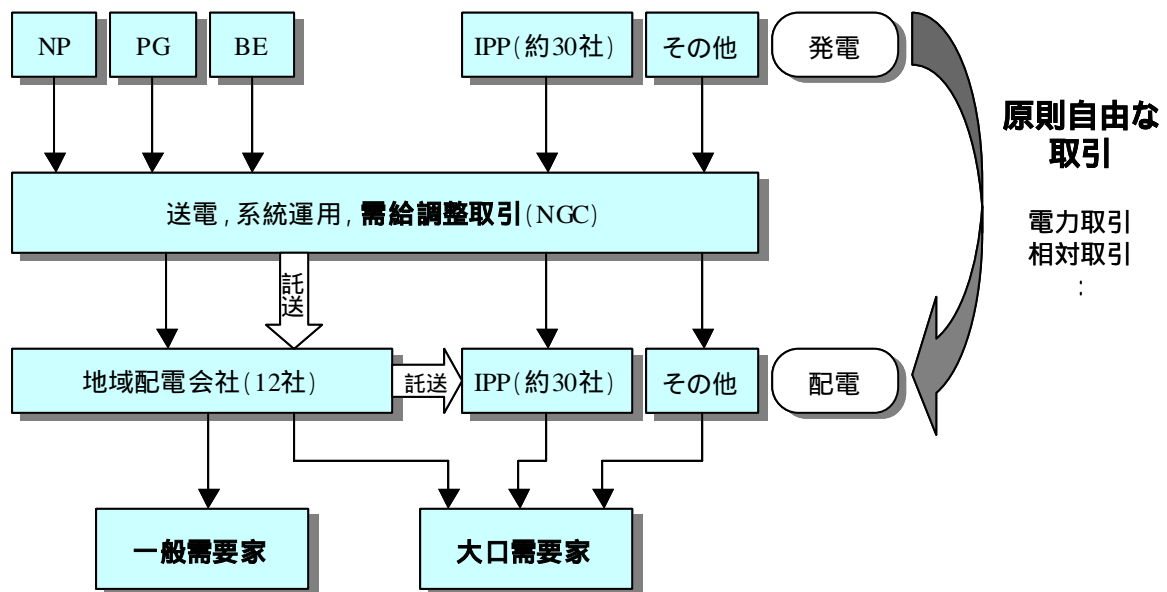 NP
PG
BE
IPP(約30社)
その他
発電
原則自由な
取引
電力取引
相対取引
:
送電,系統運用,需給調整取引(NGC)
託送
地域配電会社(12社)
託送
IPP(約30社)
その他
配電
一般需要家
大口需要家